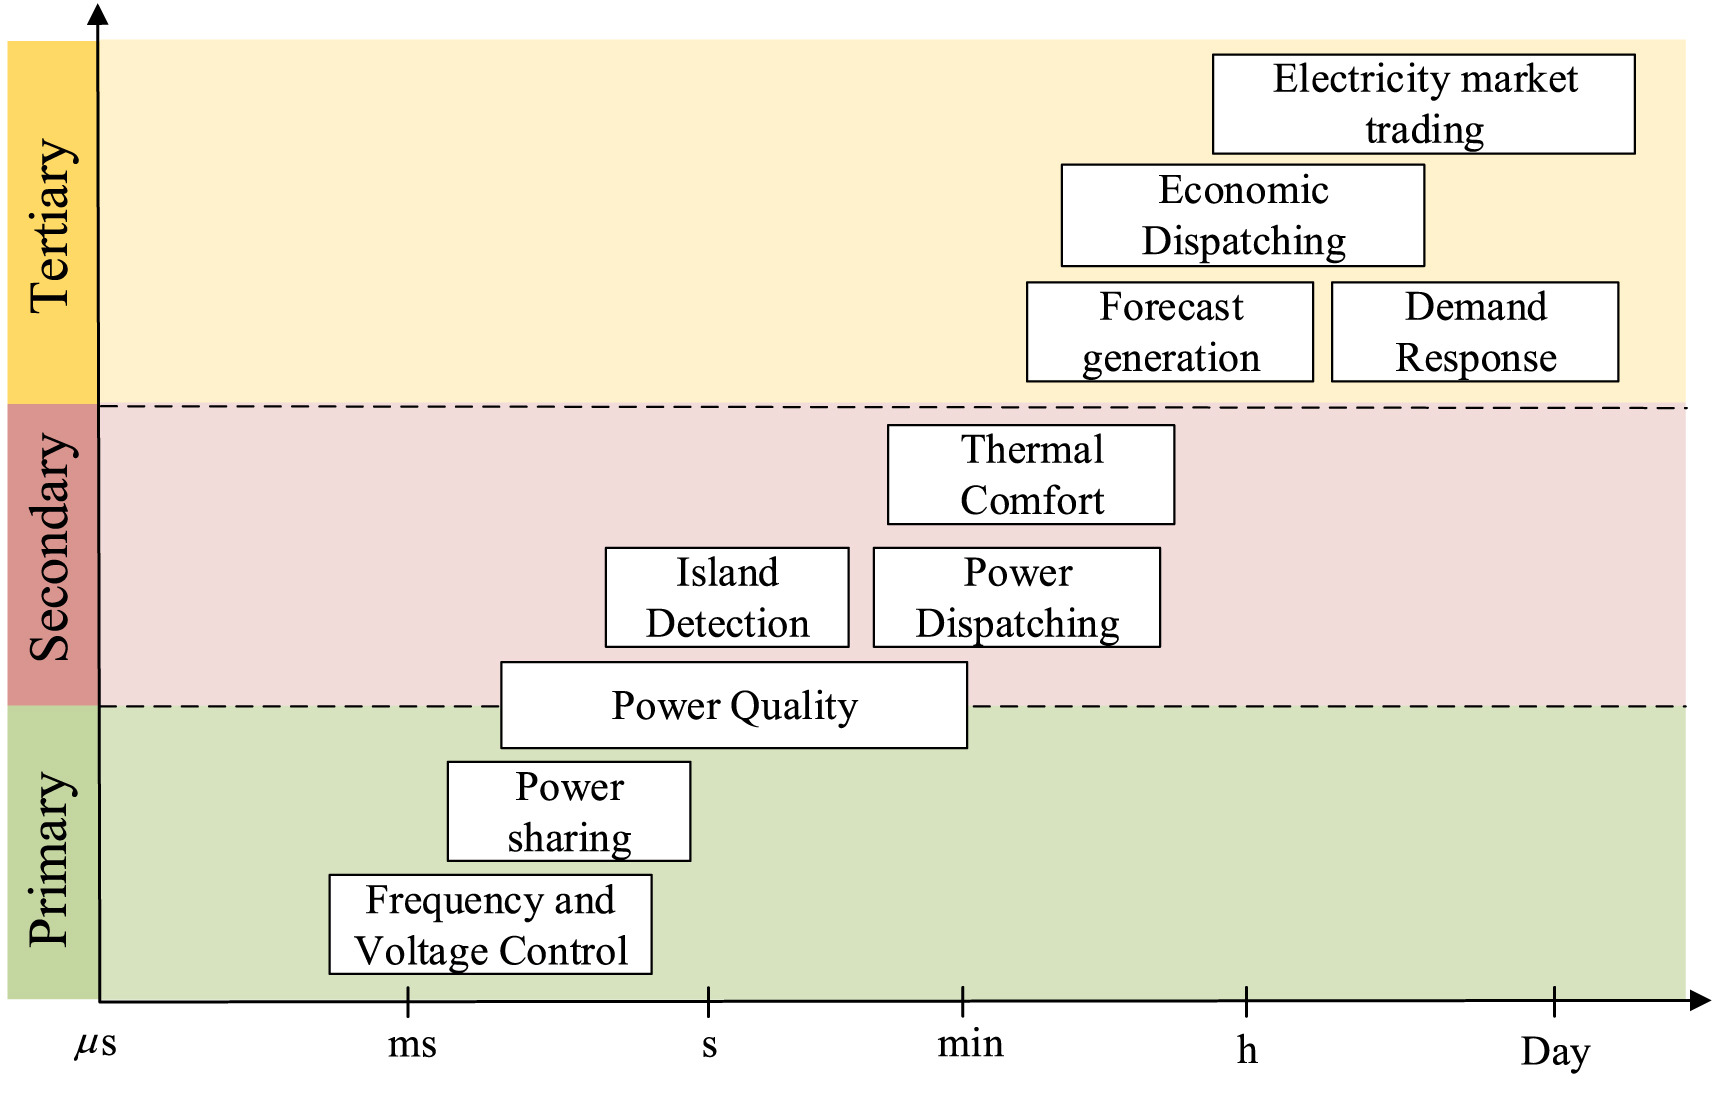 Tertiary
Electricity market
trading
Economic
Dispatching
Forecast
generation
Demand
Response
Secondary
Thermal
Comfort
Island
Detection
Power
Dispatching
Power Quality
Primary
Power
sharing
Frequency and
Voltage Control
μs
ms
s
min
h
Day